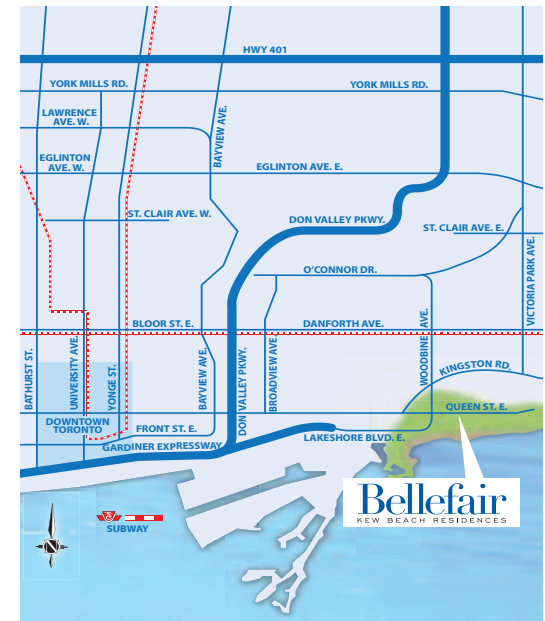 HWY 401
YORK MILLS RD.
YORK MILLS RD.
LAWRENCE
AVE. W.
BAYVIEW AVE.
EGLINTON
AVE. W.
EGLINTON AVE. E.
ST. CLAIR AVE. W.
DON VALLEY PKWY.
ST. CLAIR AVE. E.
VICTORIA PARK AVE.
O'CONNOR DR.
BLOOR ST. E.
DANFORTH AVE.
BATHURST ST.
UNIVERSITY AVE.
YONGE ST.
BAYVIEW AVE.
DON VALLEY PKWY.
BROADVIEW AVE.
WOODBINE AVE.
KINGSTON RD.
QUEEN ST. E.
DOWNTOWN
TORONTO
FRONT ST. E.
GARDINER EXPRESSWAY
LAKESHORE BLVD. E.
Bellefair
KEW BEACH RESIDENCES
SUBWAY
N